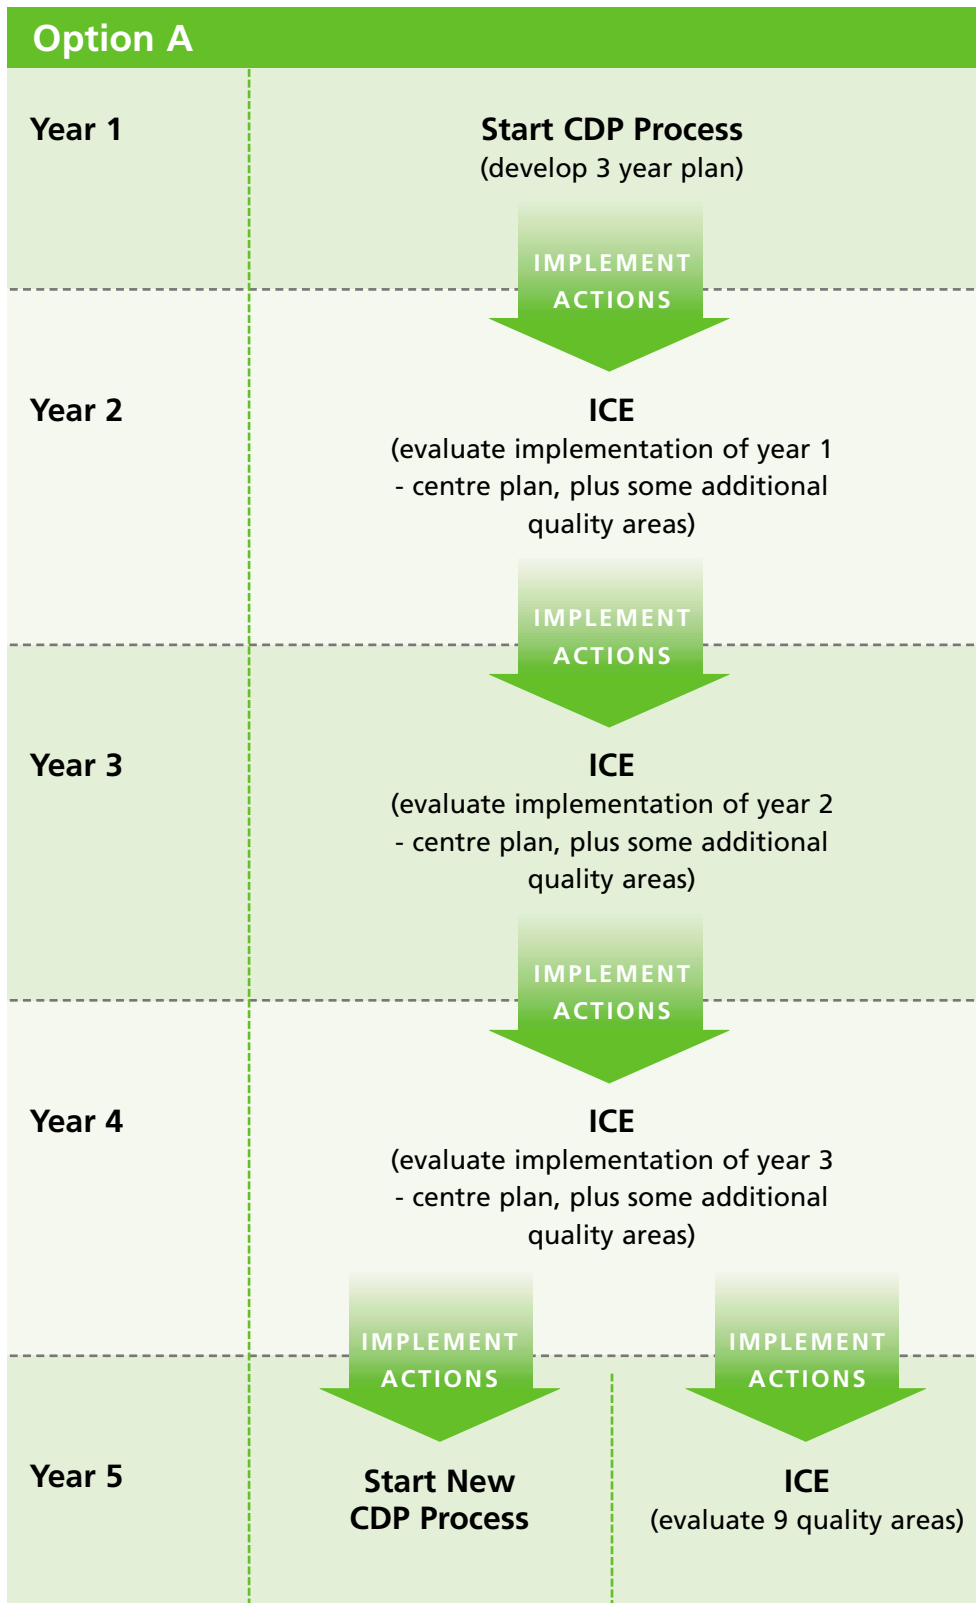 Option A
Year 1
Start CDP Process
(develop 3 year plan)
IMPLEMENT
ACTIONS
Year 2
ICE
(evaluate implementation of year 1
- centre plan, plus some additional
quality areas)
IMPLEMENT
ACTIONS
Year 3
ICE
(evaluate implementation of year 2
- centre plan, plus some additional
quality areas)
IMPLEMENT
ACTIONS
Year 4
ICE
(evaluate implementation of year 3
- centre plan, plus some additional
quality areas)
IMPLEMENT
ACTIONS
IMPLEMENT
ACTIONS
Year 5
Start New
CDP Process
ICE
(evaluate 9 quality areas)